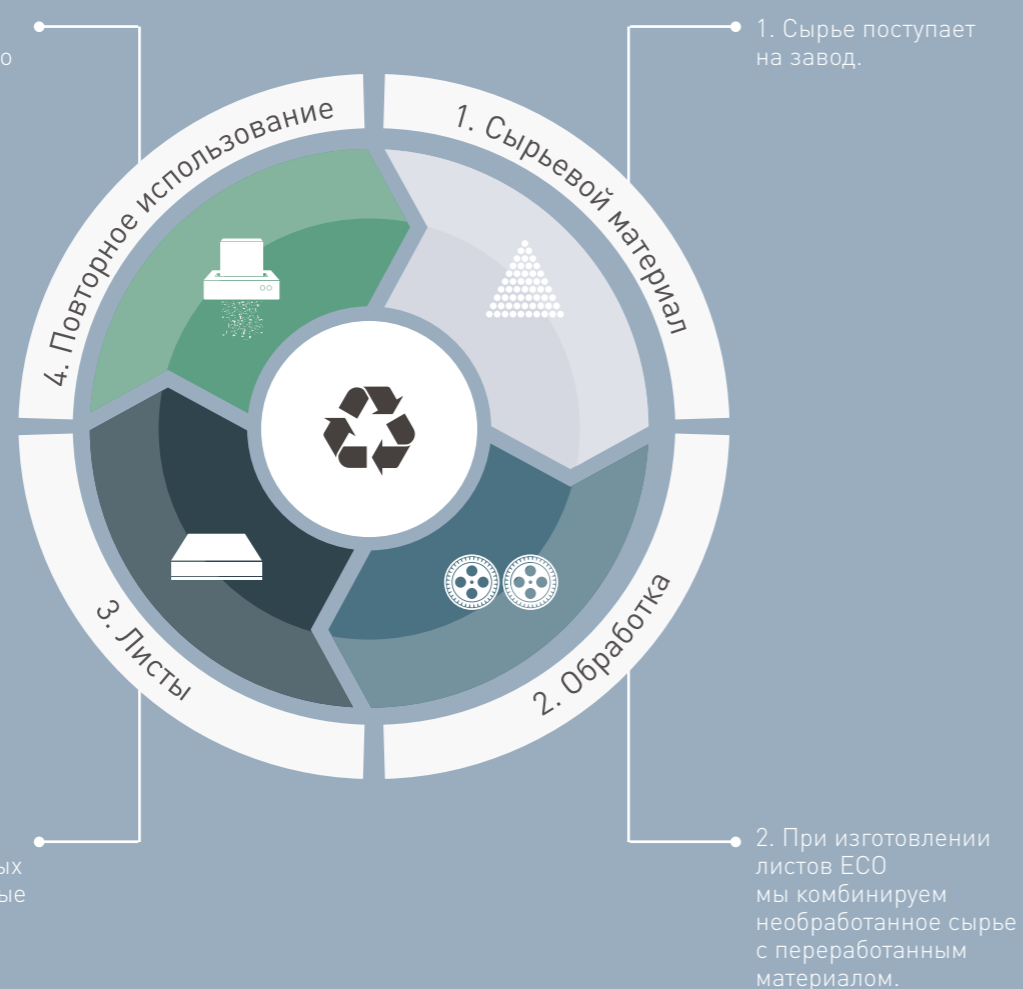 1. Сырье поступает
на завод.
1. Сырьевой материал
4. Повторное использование
3. Листы
2. Обработка
2. При изготовлении
листов ECO
мы комбинируем
необработанное сырье
с переработанным
материалом.